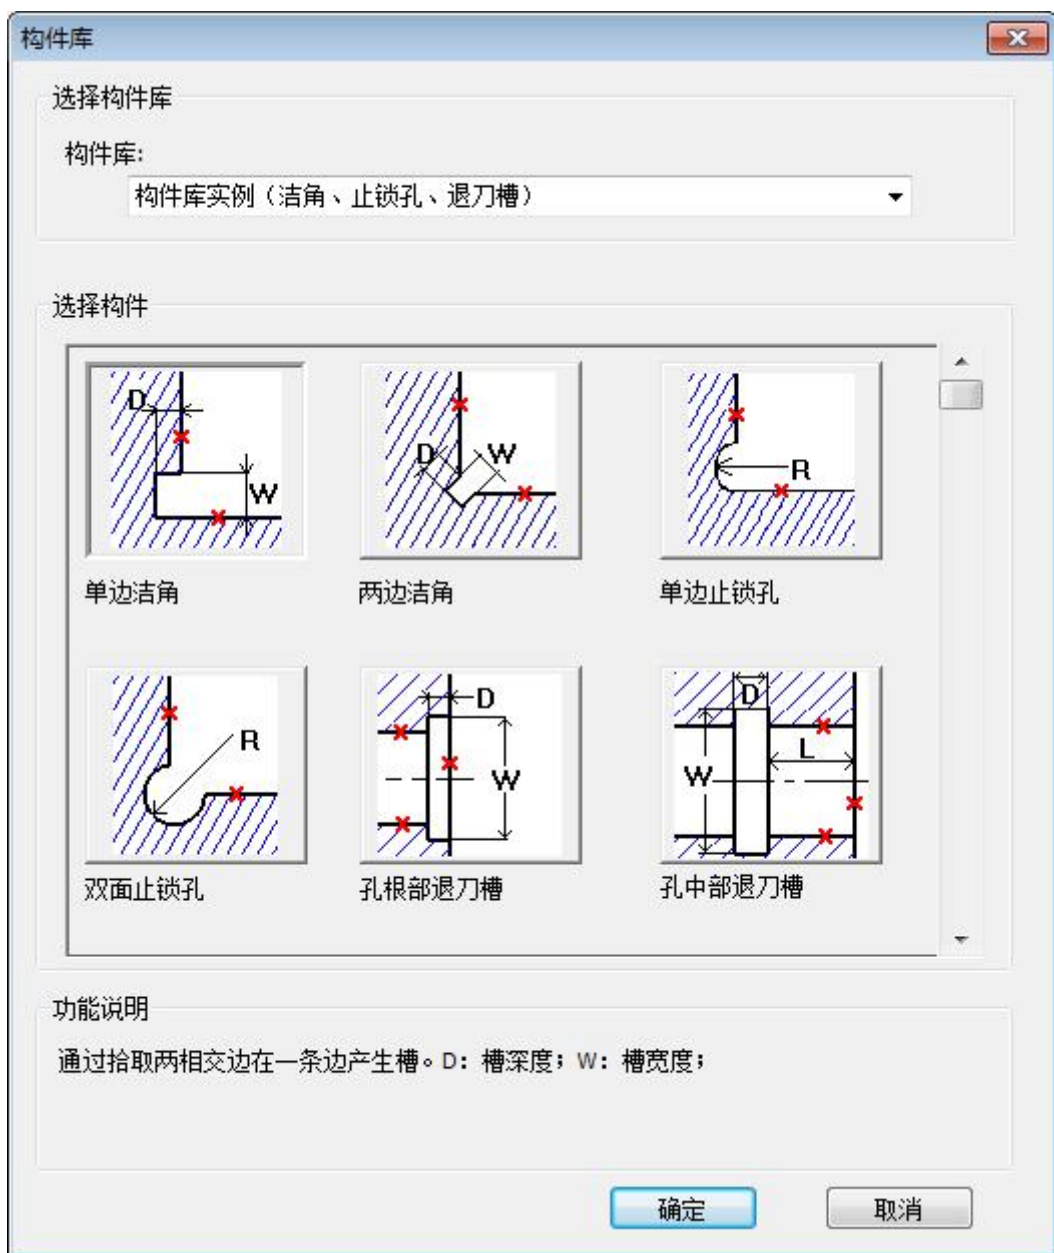 构件库
选择构件库
构件库:
构件库实例（洁角、止锁孔、退刀槽）
选择构件
D
W
D
W
R
单边洁角
两边洁角
单边止锁孔
R
D
W
D
L
W
双面止锁孔
孔根部退刀槽
孔中部退刀槽
功能说明
通过拾取两相交边在一条边产生槽。D：槽深度；W：槽宽度；
确定
取消